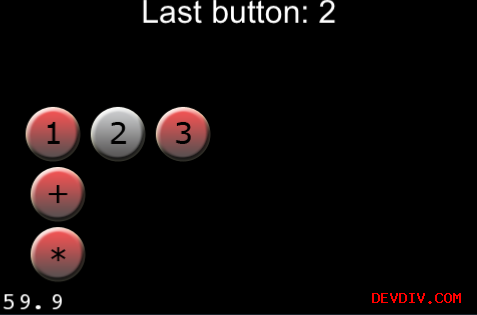 Last button: 2
1 2 3
+
*
59.9
DEVDIV.COM